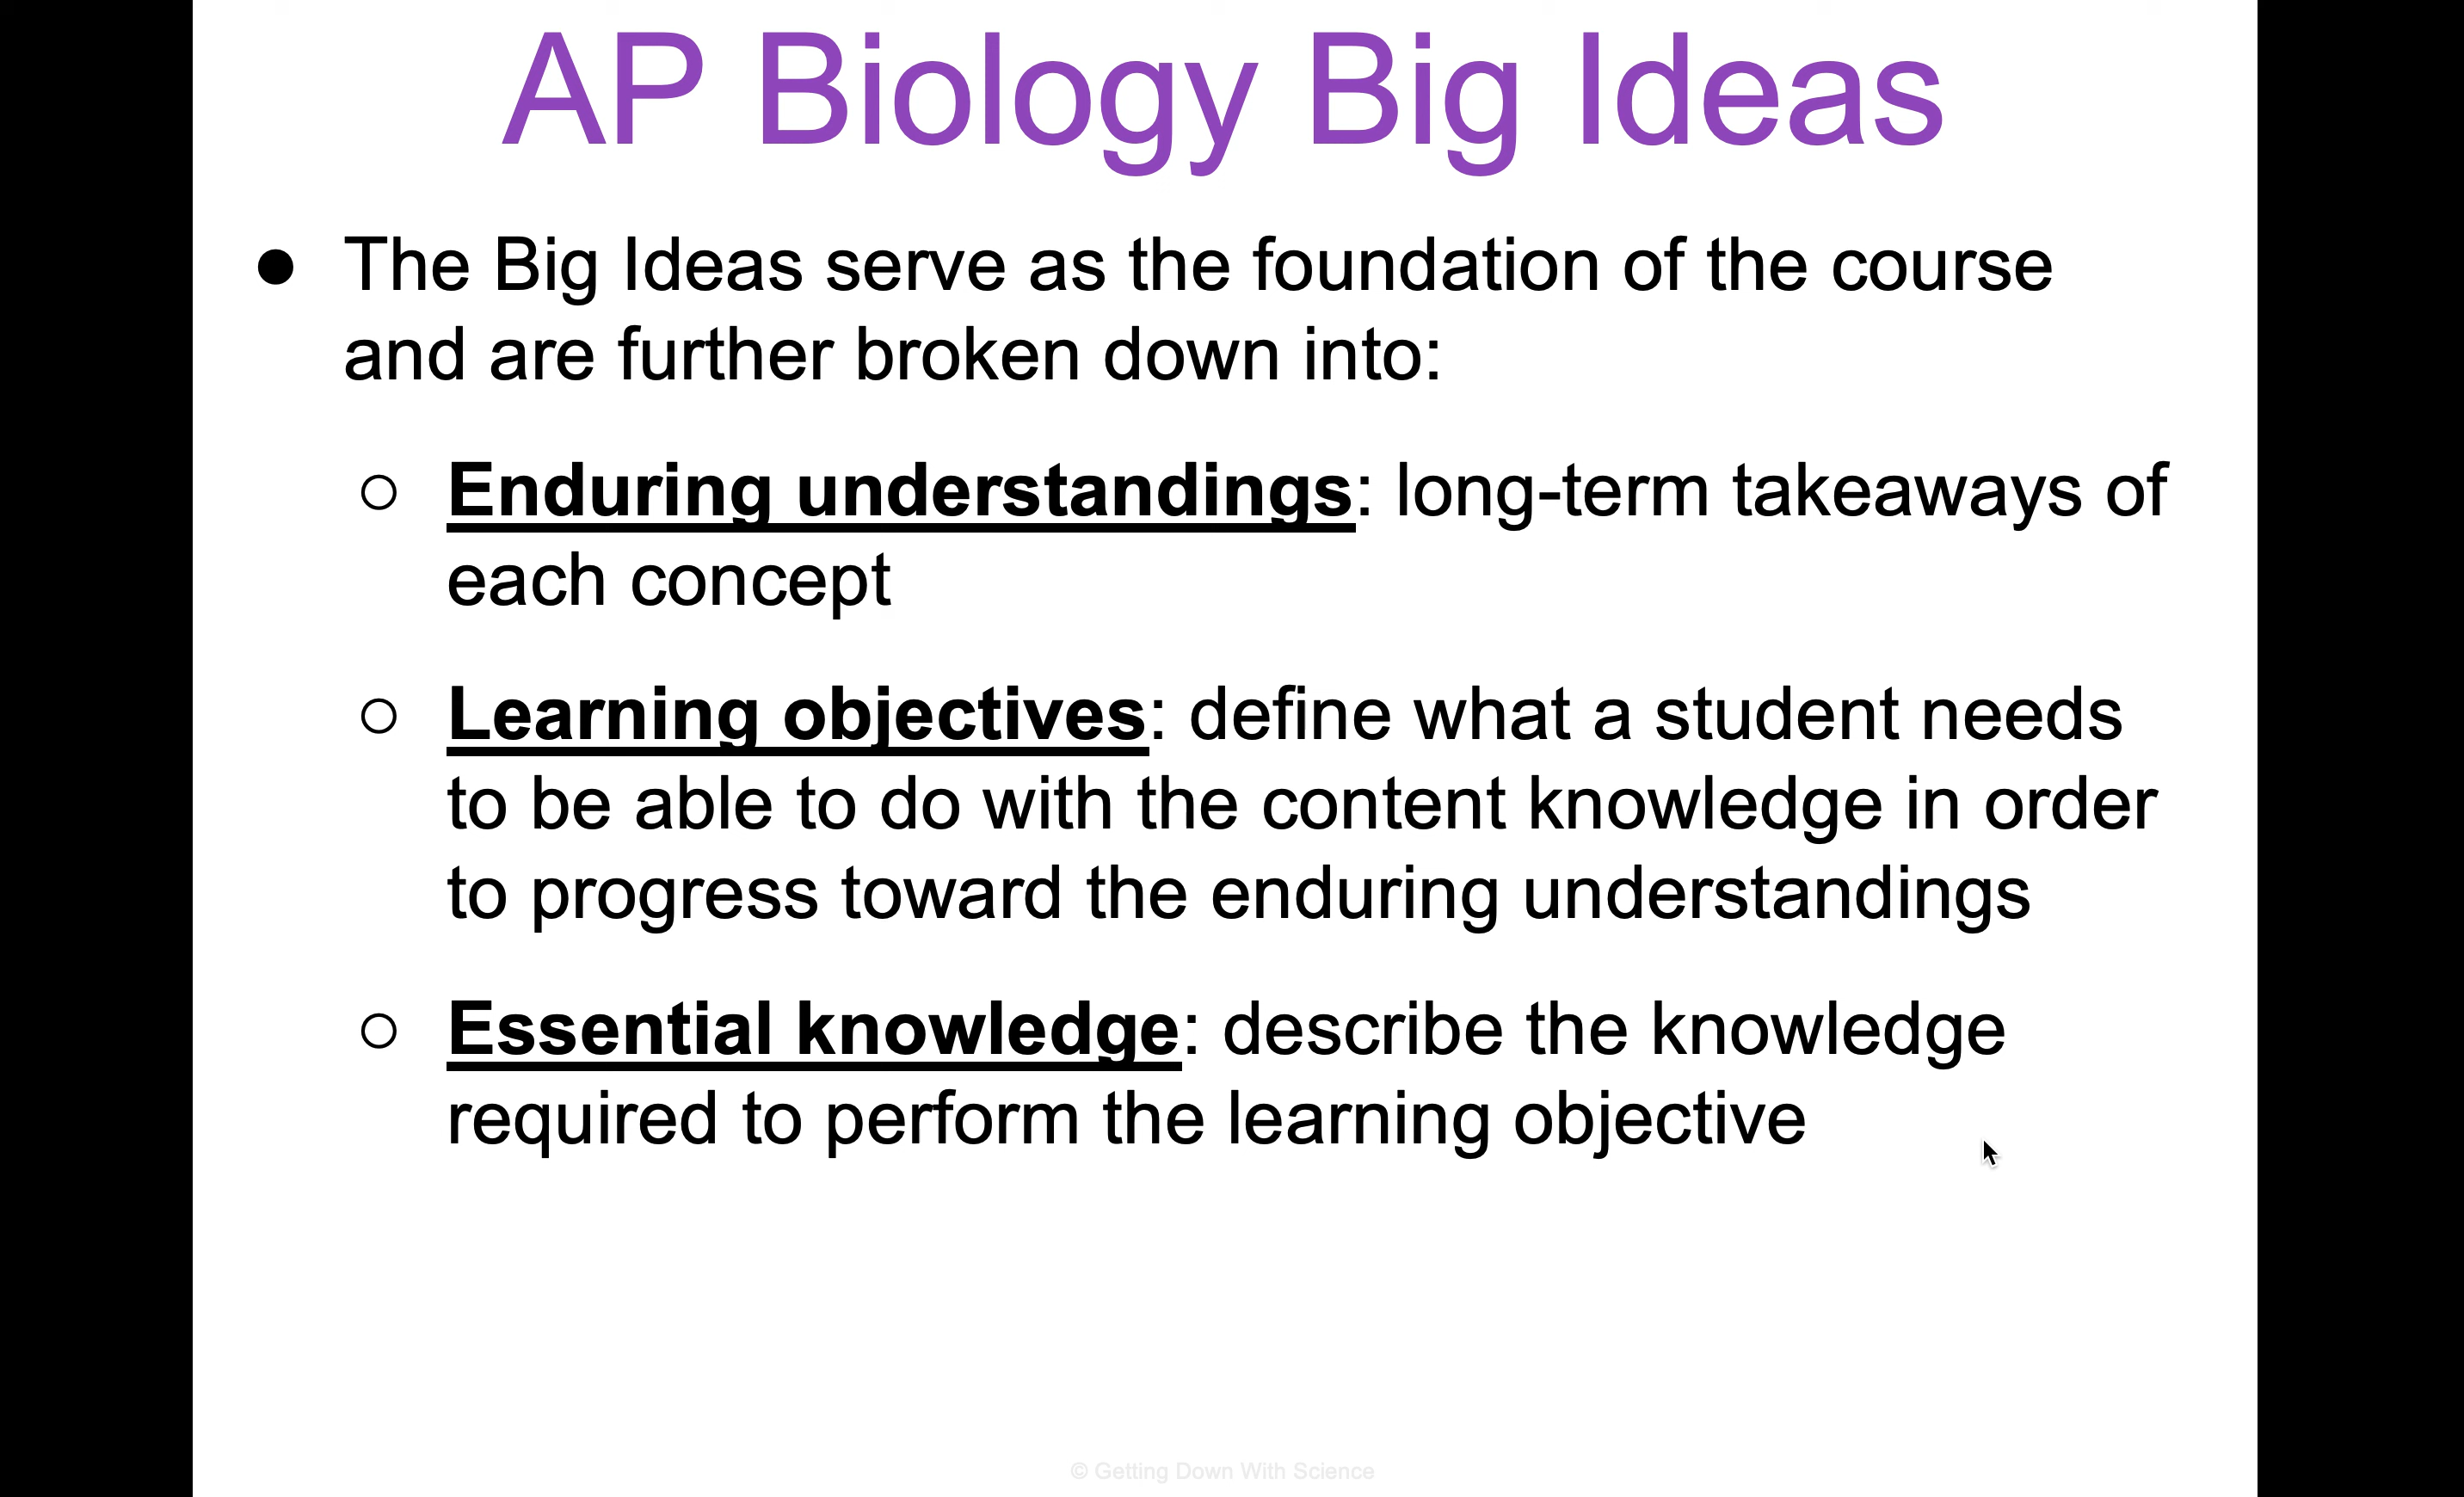 AP Biology Big Ideas
● The Big Ideas serve as the foundation of the course
and are further broken down into:
○ Enduring understandings: long-term takeaways of
each concept
○ Learning objectives: define what a student needs
to be able to do with the content knowledge in order
to progress toward the enduring understandings
○ Essential knowledge: describe the knowledge
required to perform the learning objective
© Getting Down With Science